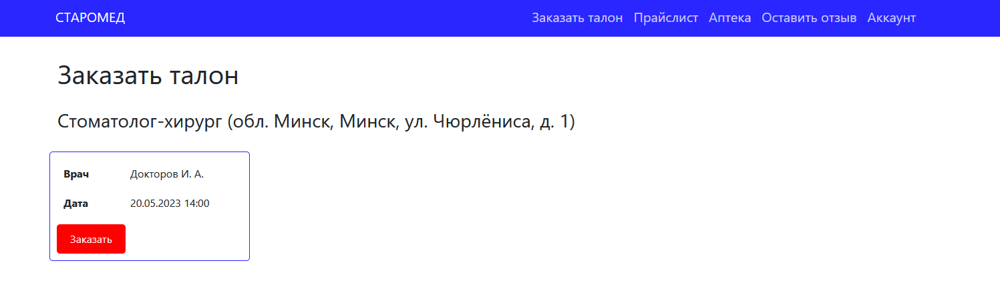 СТАРОМЕД Заказать талон Прайслист Аптека Оставить отзыв Аккаунт
Заказать талон
Стоматолог-хирург (обл. Минск, Минск, ул. Чюрлёниса, д. 1)
Врач Докторов И. А.
Дата 20.05.2023 14:00
Заказать